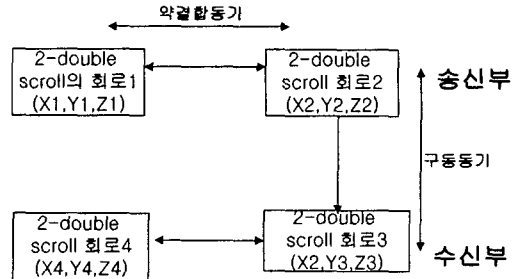 약결합동기
2-double
scroll의 회로1
(X1,Y1,Z1)
2-double
scroll 회로2
(X2,Y2,Z2)
송신부
구동동기
2-double
scroll 회로4
(X4,Y4,Z4)
2-double
scroll 회로3
(X2,Y3,Z3)
수신부